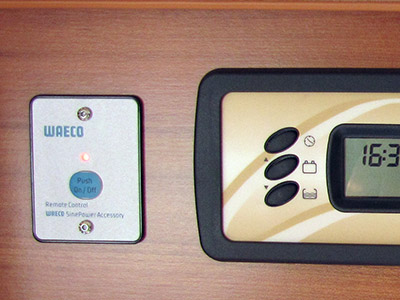 WAECO
Push
On/Off
Remote Control
WAECO SinePower Accessory
16:3